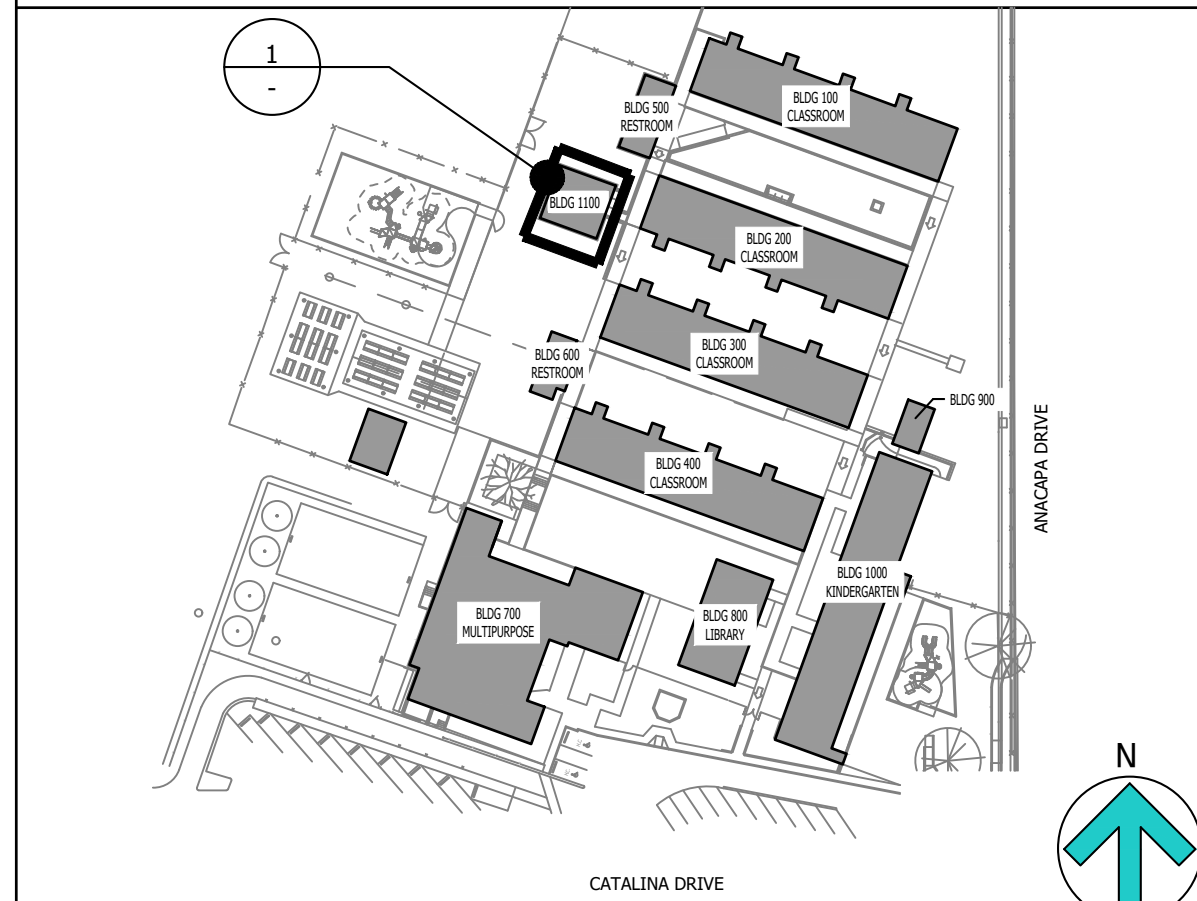 1
-
BLDG 100
CLASSROOM
BLDG 500
RESTROOM
BLDG 1100
BLDG 200
CLASSROOM
BLDG 300
CLASSROOM
BLDG 600
RESTROOM
BLDG 900
ANACAPA DRIVE
BLDG 400
CLASSROOM
BLDG 1000
KINDERGARTEN
BLDG 700
MULTIPURPOSE
BLDG 800
LIBRARY
N
CATALINA DRIVE